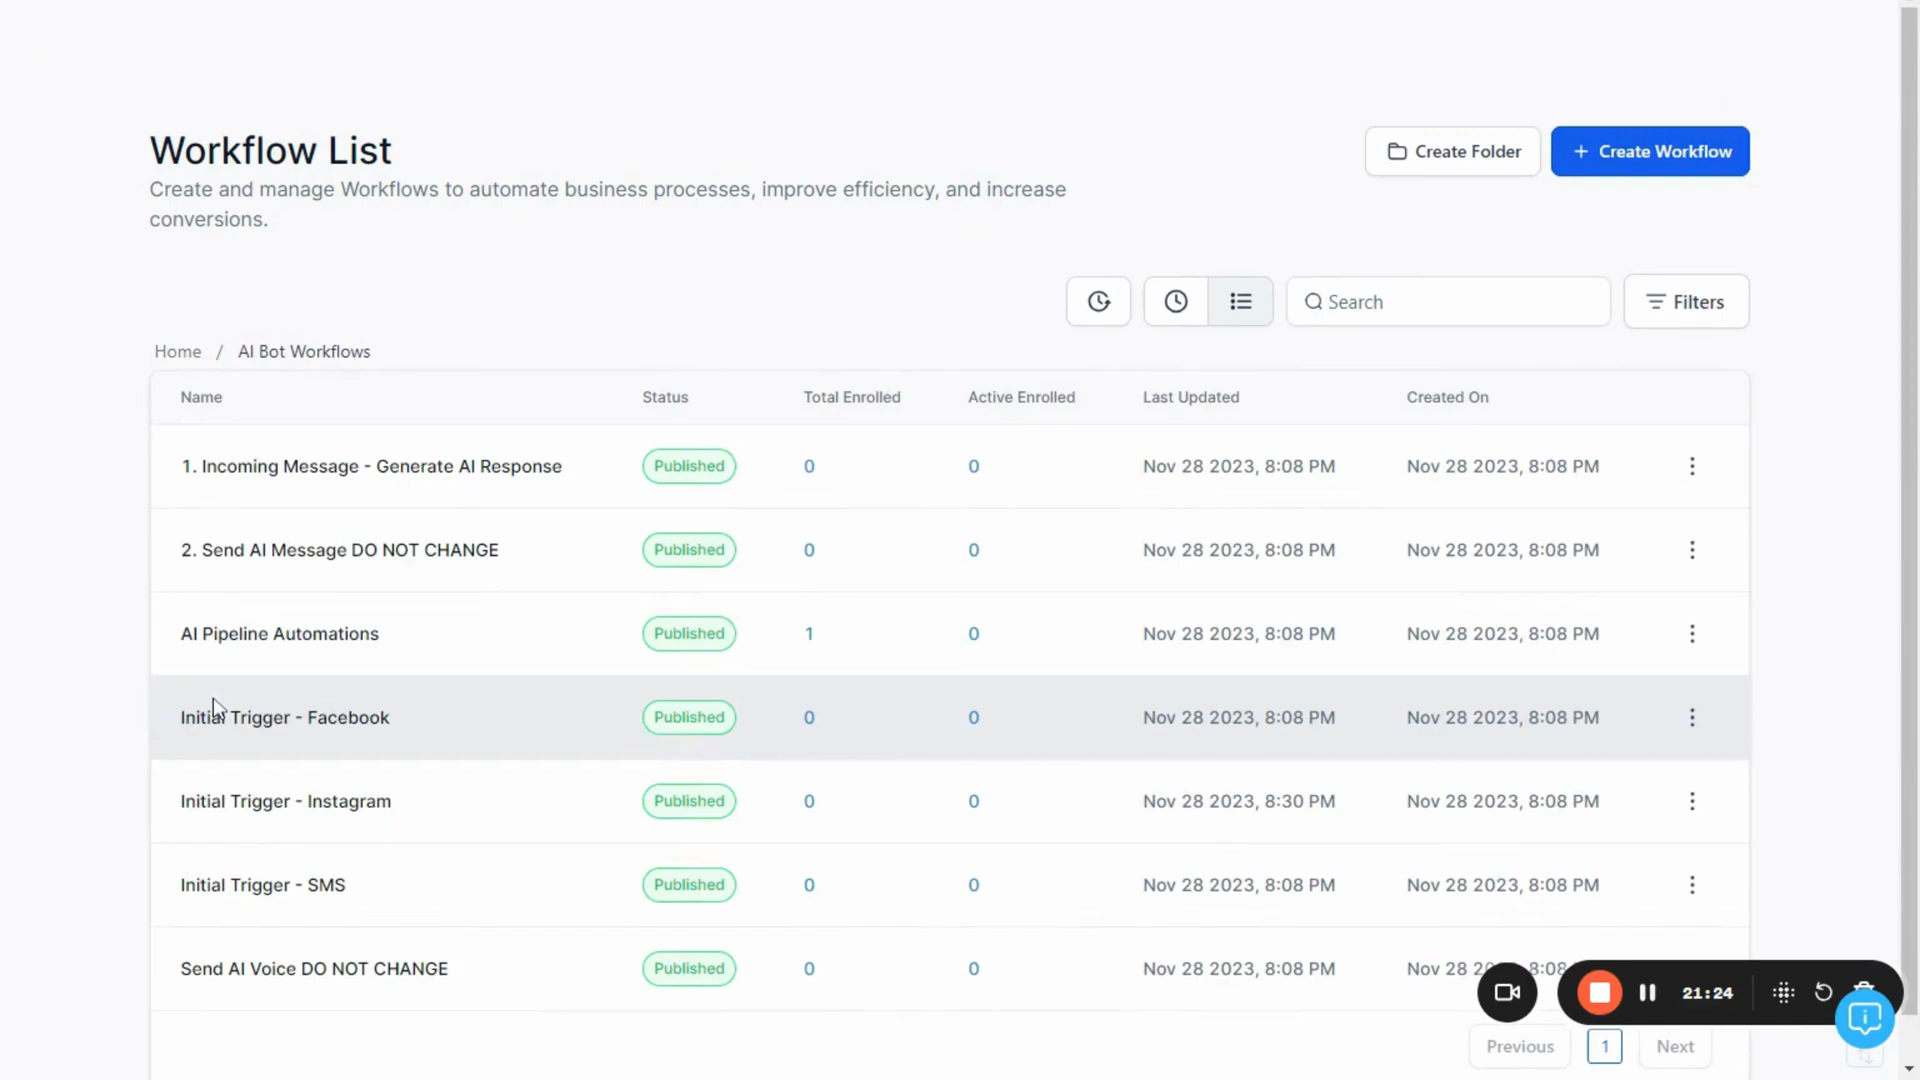 Workflow List
Create Folder
+ Create Workflow
Create and manage Workflows to automate business processes, improve efficiency, and increase
conversions.
Search
Filters
Home / AI Bot Workflows
Name Status Total Enrolled Active Enrolled Last Updated Created On
1. Incoming Message - Generate AI Response Published 0 0 Nov 28 2023, 8:08 PM Nov 28 2023, 8:08 PM
2. Send AI Message DO NOT CHANGE Published 0 0 Nov 28 2023, 8:08 PM Nov 28 2023, 8:08 PM
AI Pipeline Automations Published 1 0 Nov 28 2023, 8:08 PM Nov 28 2023, 8:08 PM
Initial Trigger - Facebook Published 0 0 Nov 28 2023, 8:08 PM Nov 28 2023, 8:08 PM
Initial Trigger - Instagram Published 0 0 Nov 28 2023, 8:30 PM Nov 28 2023, 8:08 PM
Initial Trigger - SMS Published 0 0 Nov 28 2023, 8:08 PM Nov 28 2023, 8:08 PM
Send AI Voice DO NOT CHANGE Published 0 0 Nov 28 2023, 8:08 PM Nov 28 8:08
21:24
Previous 1 Next